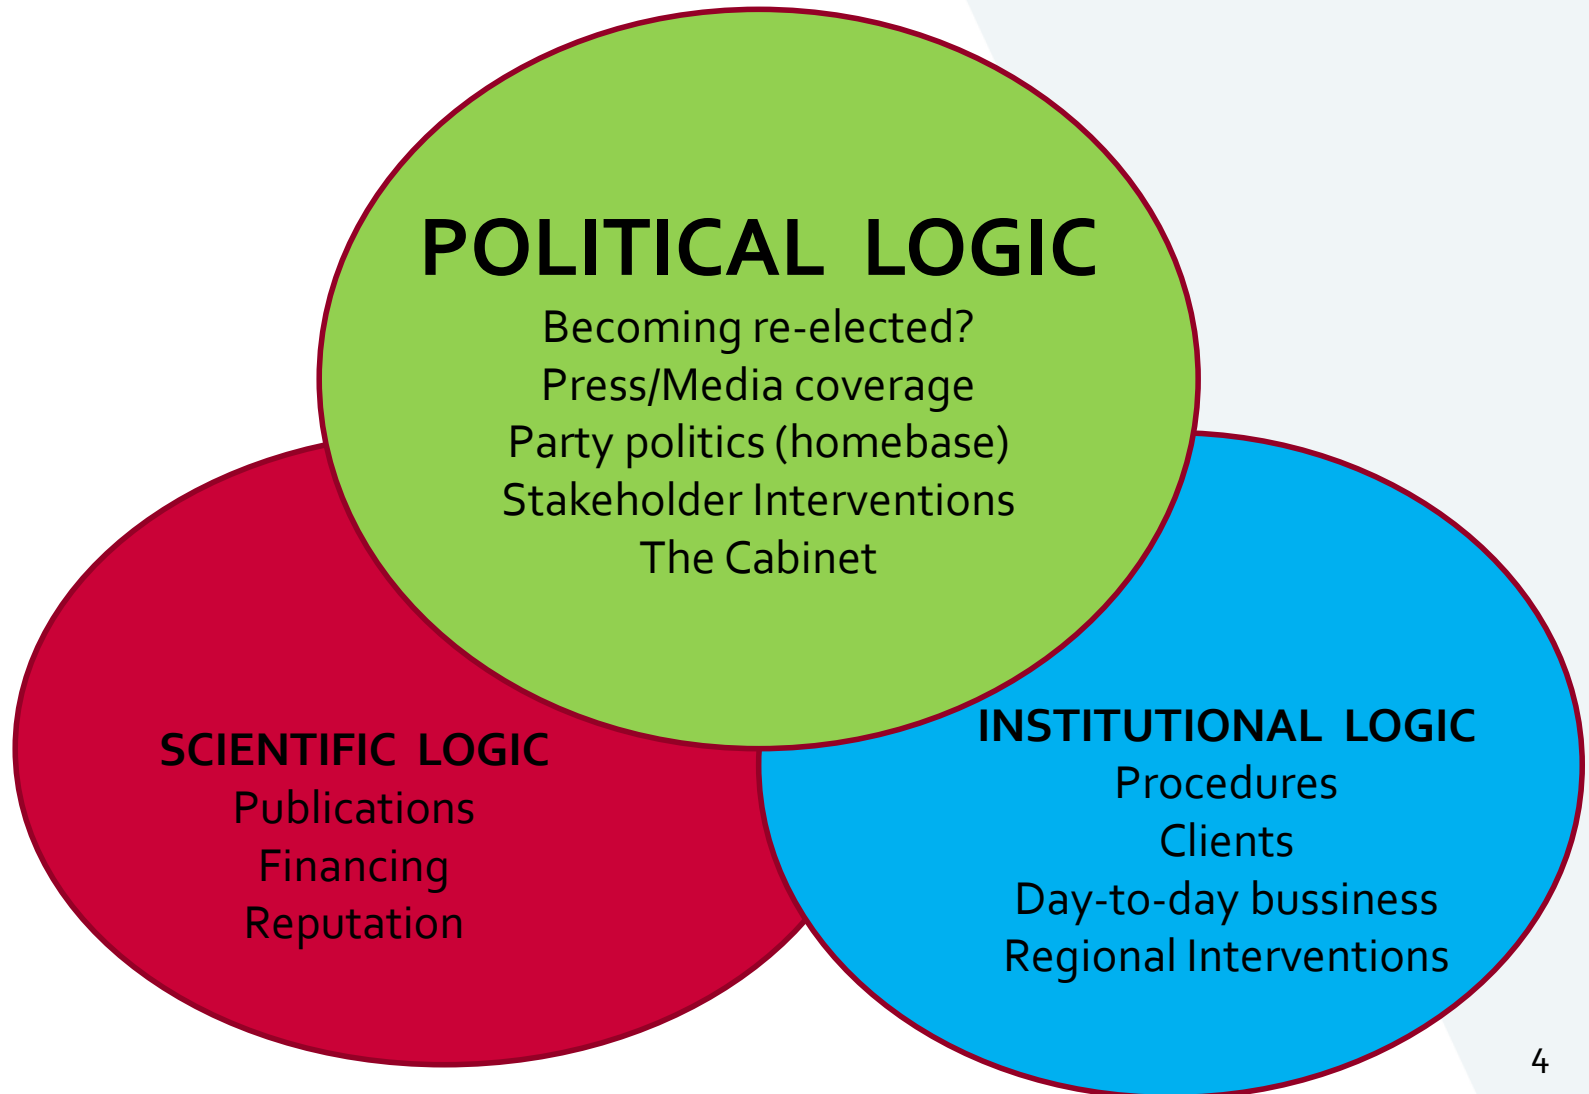 POLITICAL LOGIC
Becoming re-elected?
Press/Media coverage
Party politics (homebase)
Stakeholder Interventions
The Cabinet
SCIENTIFIC LOGIC
Publications
Financing
Reputation
INSTITUTIONAL LOGIC
Procedures
Clients
Day-to-day bussiness
Regional Interventions
4